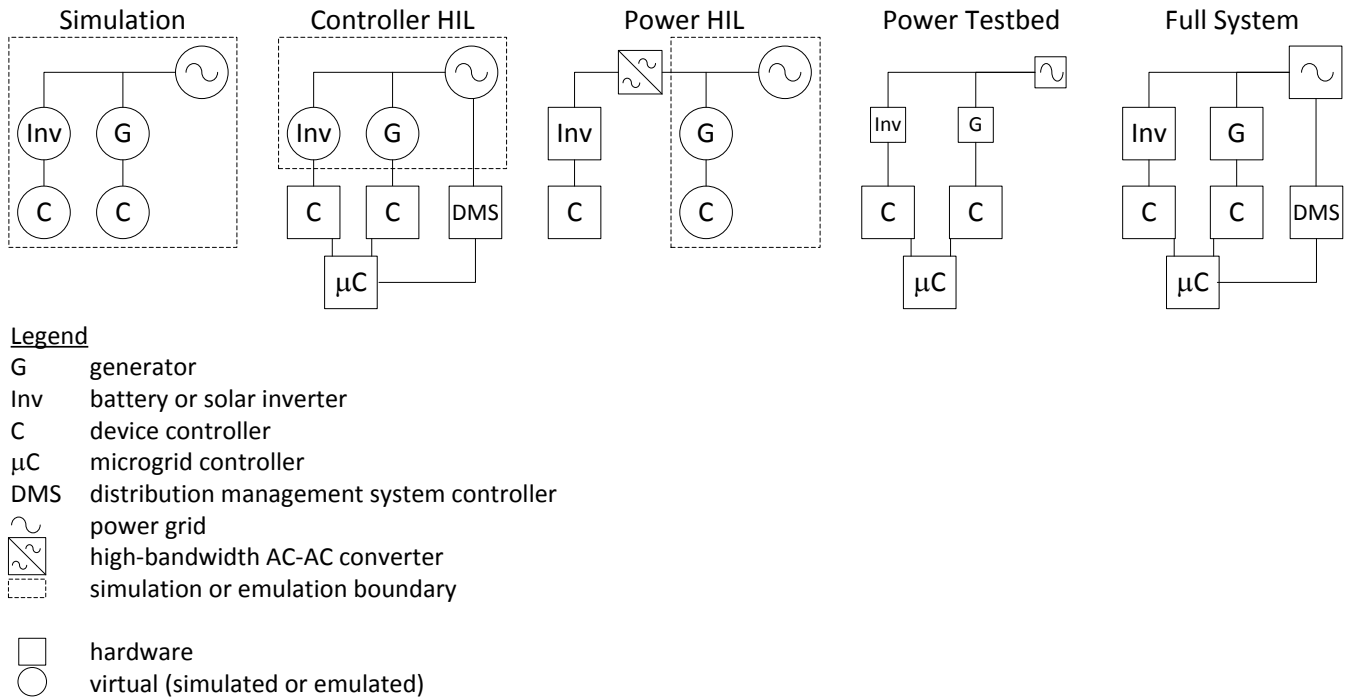 Simulation
Controller HIL
Power HIL
Power Testbed
Full System
Inv G
C C
Inv G
C C DMS
μC
Inv G
C C
Inv G
C C
μC
Inv G
C C DMS
μC
Legend
G generator
Inv battery or solar inverter
C device controller
μC microgrid controller
DMS distribution management system controller
power grid
high-bandwidth AC-AC converter
simulation or emulation boundary
hardware
virtual (simulated or emulated)